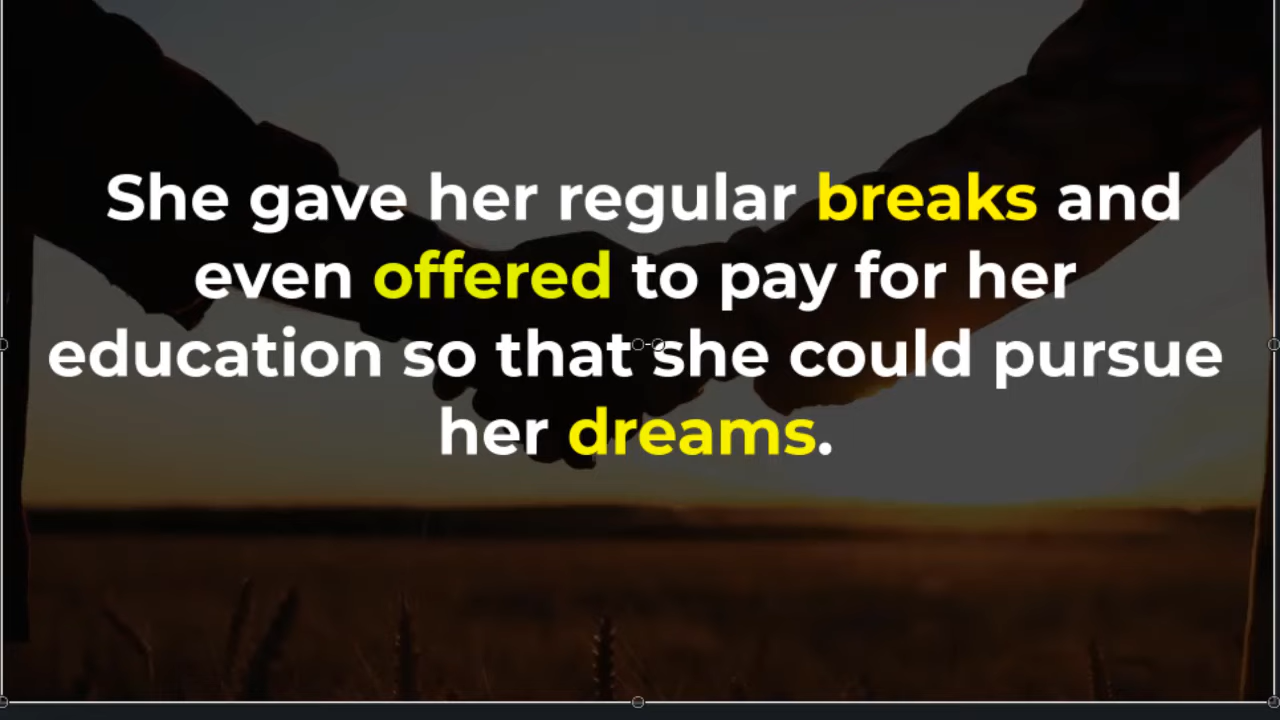 She gave her regular breaks and
even offered to pay for her
education so that she could pursue
her dreams.